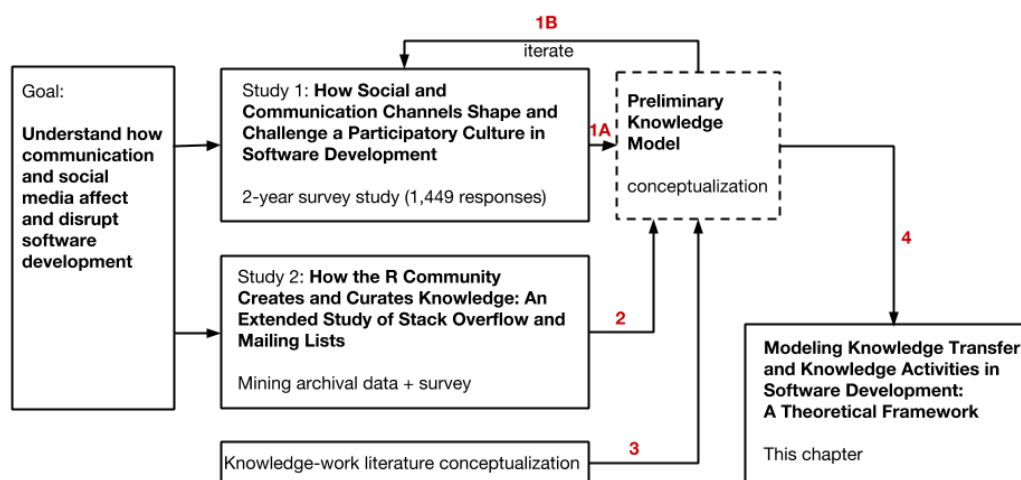 1B
iterate
Goal:
Understand how
communication
and social
media affect
and disrupt
software
development
Study 1: How Social and
Communication Channels Shape and
Challenge a Participatory Culture in
Software Development
2-year survey study (1,449 responses)
1A
Preliminary
Knowledge
Model
conceptualization
Study 2: How the R Community
Creates and Curates Knowledge: An
Extended Study of Stack Overflow and
Mailing Lists
Mining archival data + survey
2
4
Knowledge-work literature conceptualization
3
Modeling Knowledge Transfer
and Knowledge Activities in
Software Development:
A Theoretical Framework
This chapter